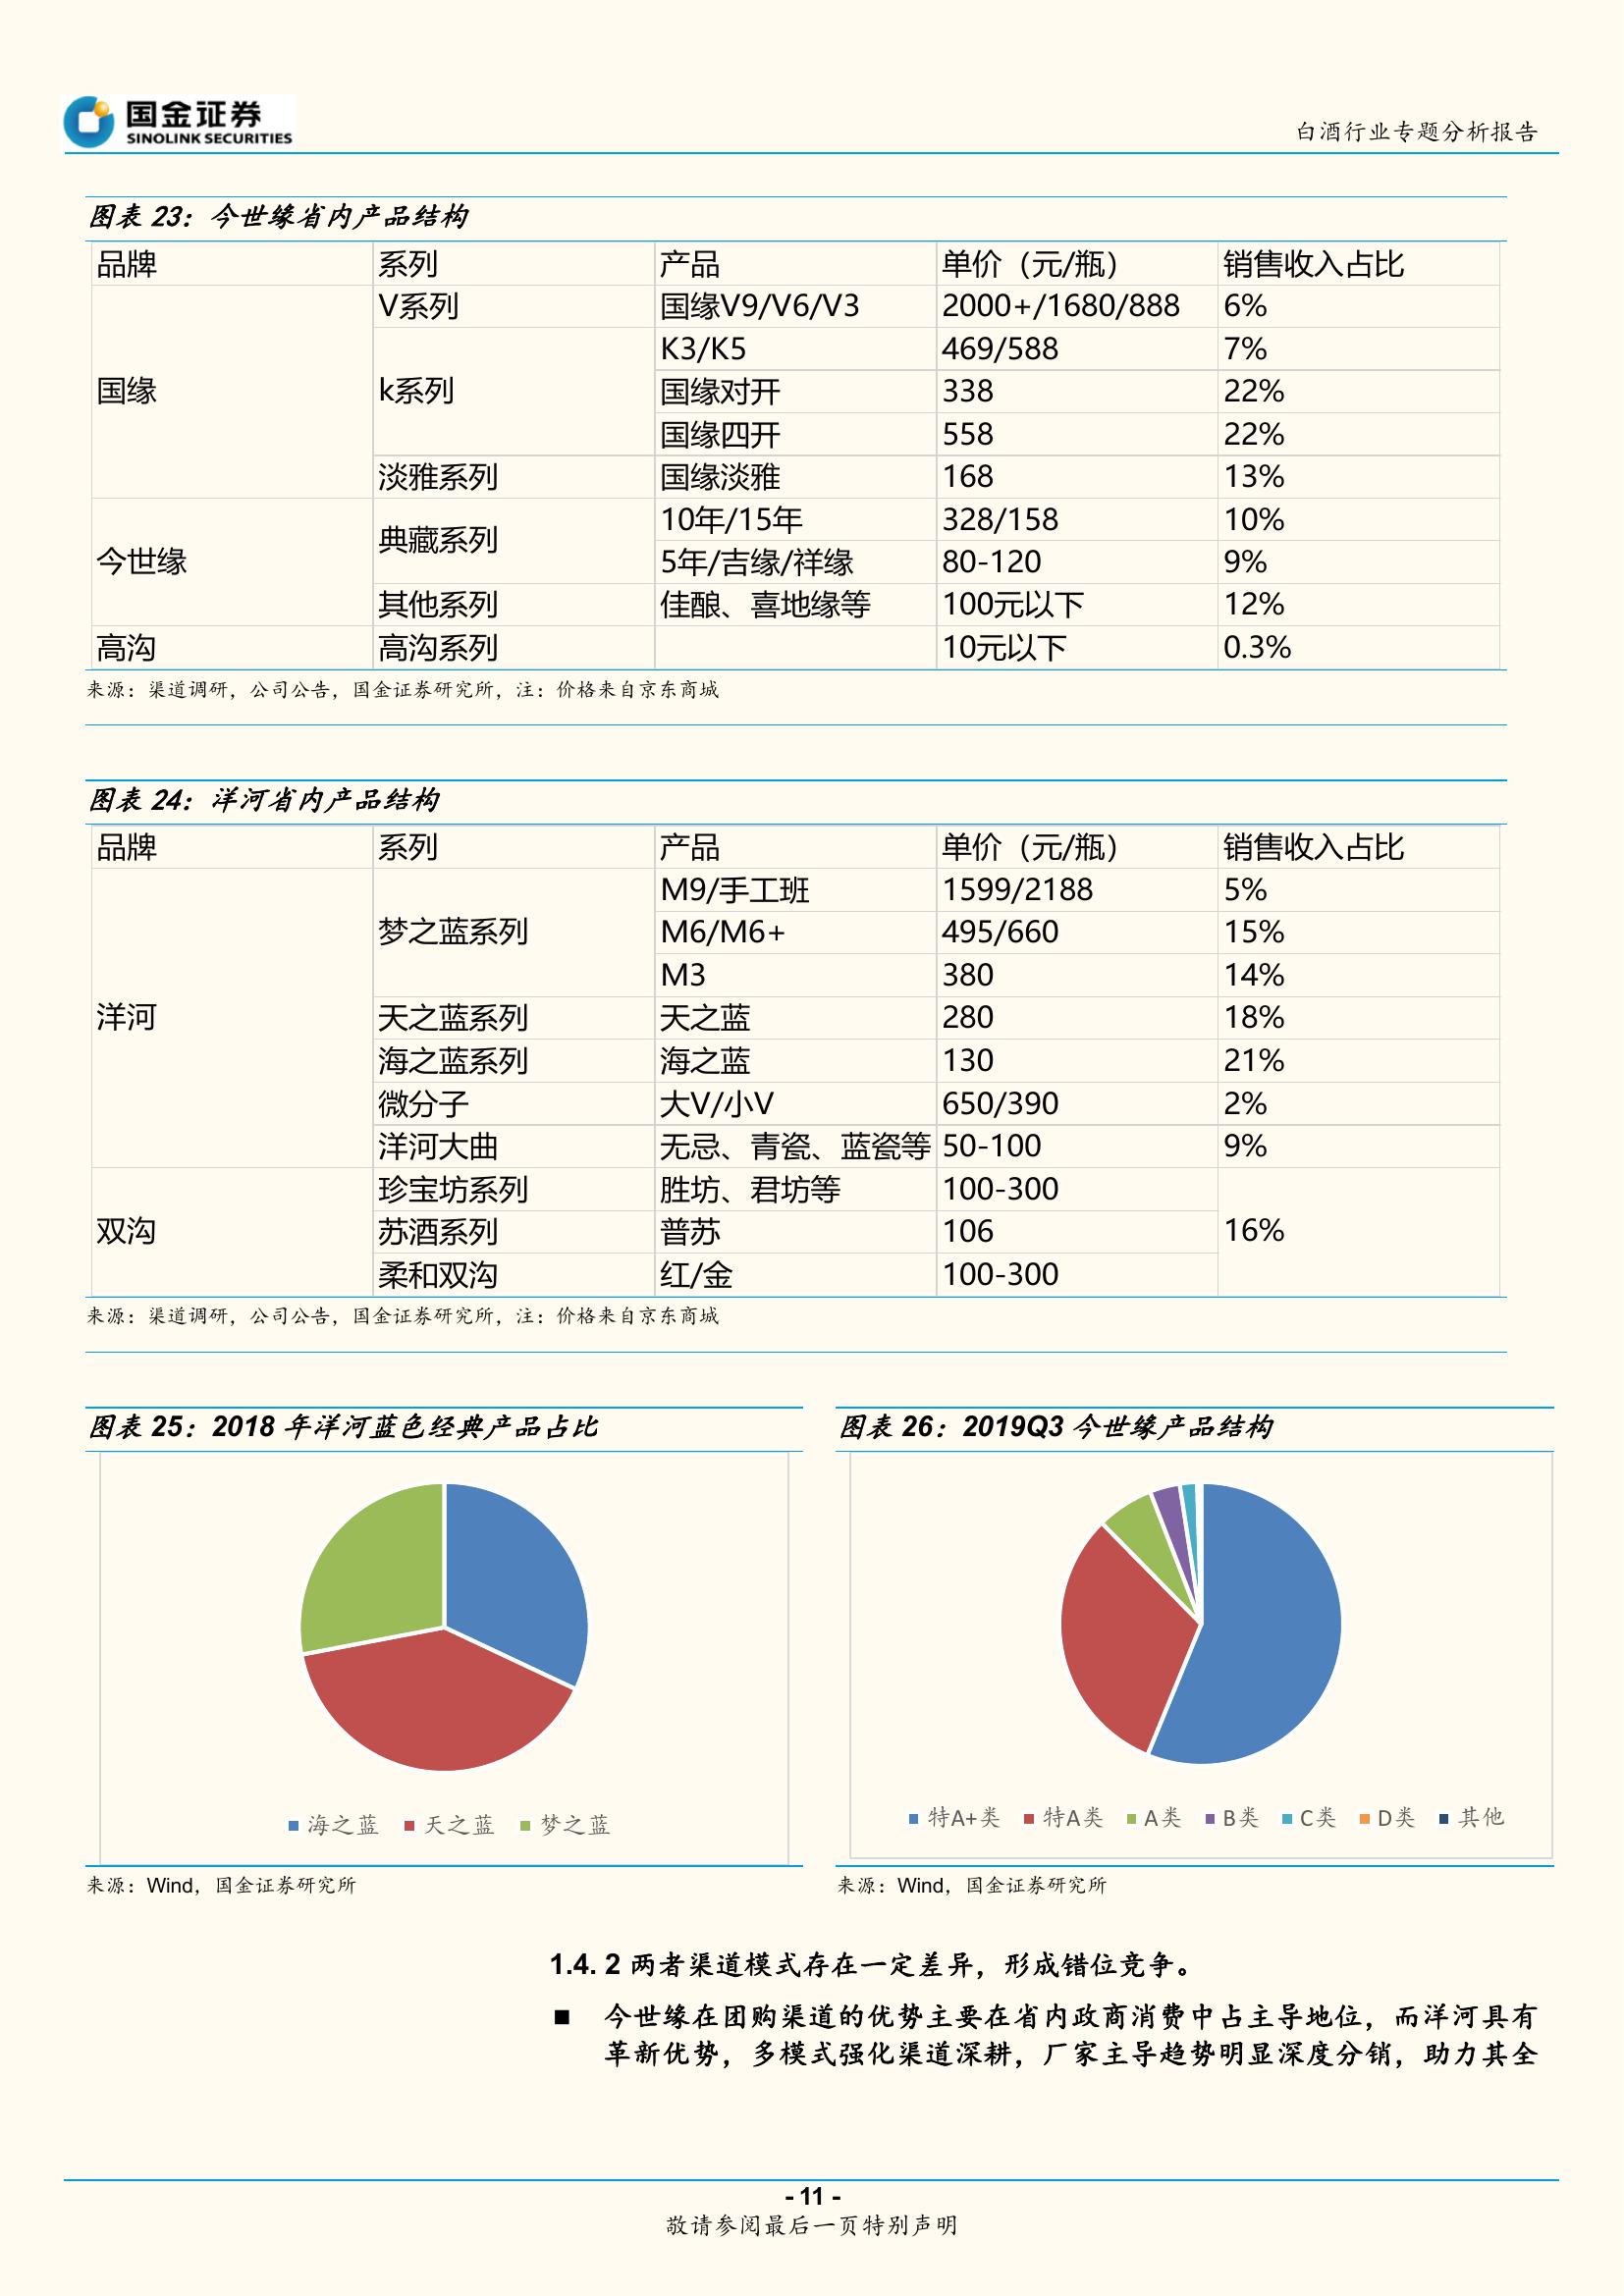 国金证券
SINOLINK SECURITIES
白酒行业专题分析报告
图表 23：今世缘省内产品结构
品牌 系列 产品 单价（元/瓶） 销售收入占比
国缘 V系列 国缘V9/V6/V3 2000+/1680/888 6%
k系列 K3/K5 469/588 7%
国缘对开 338 22%
国缘四开 558 22%
淡雅系列 国缘淡雅 168 13%
今世缘 典藏系列 10年/15年 328/158 10%
5年/吉缘/祥缘 80-120 9%
其他系列 佳酿、喜地缘等 100元以下 12%
高沟 高沟系列 10元以下 0.3%
来源：渠道调研，公司公告，国金证券研究所，注：价格来自京东商城
图表 24：洋河省内产品结构
品牌 系列 产品 单价（元/瓶） 销售收入占比
洋河 梦之蓝系列 M9/手工班 1599/2188 5%
M6/M6+ 495/660 15%
M3 380 14%
天之蓝系列 天之蓝 280 18%
海之蓝系列 海之蓝 130 21%
微分子 大V/小V 650/390 2%
洋河大曲 无忌、青瓷、蓝瓷等 50-100 9%
双沟 珍宝坊系列 胜坊、君坊等 100-300 16%
苏酒系列 普苏 106
柔和双沟 红/金 100-300
来源：渠道调研，公司公告，国金证券研究所，注：价格来自京东商城
图表 25：2018 年洋河蓝色经典产品占比
海之蓝 天之蓝 梦之蓝
来源：Wind，国金证券研究所
图表 26：2019Q3 今世缘产品结构
特A+类 特A类 A类 B类 C类 D类 其他
来源：Wind，国金证券研究所
1.4. 2 两者渠道模式存在一定差异，形成错位竞争。
■ 今世缘在团购渠道的优势主要在省内政商消费中占主导地位，而洋河具有
革新优势，多模式强化渠道深耕，厂家主导趋势明显深度分销，助力其全
- 11 -
敬请参阅最后一页特别声明